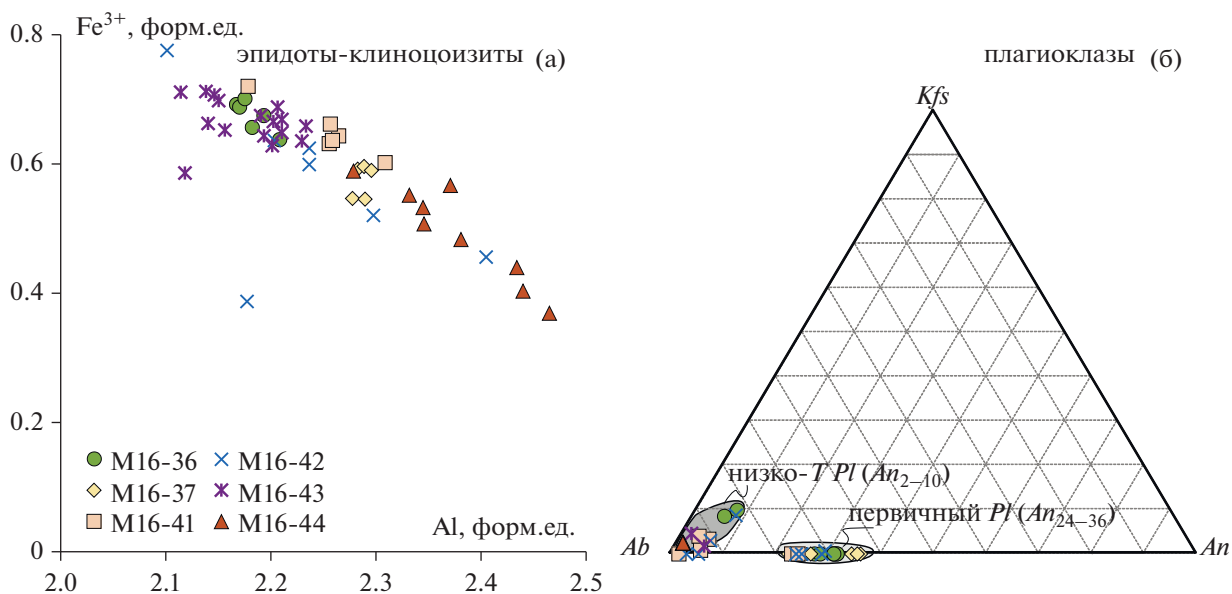 Fe³⁺, форм.ед.
эпидоты-клиноцоизиты (а)
0.8
0.6
0.4
0.2
0
M16-36
M16-42
M16-37
M16-43
M16-41
M16-44
Al, форм.ед.
2.0 2.1 2.2 2.3 2.4 2.5
плагиоклазы (б)
Kfs
низко-T Pl (An₂₋₁₀)
первичный Pl (An₂₄₋₃₆)
Ab
An